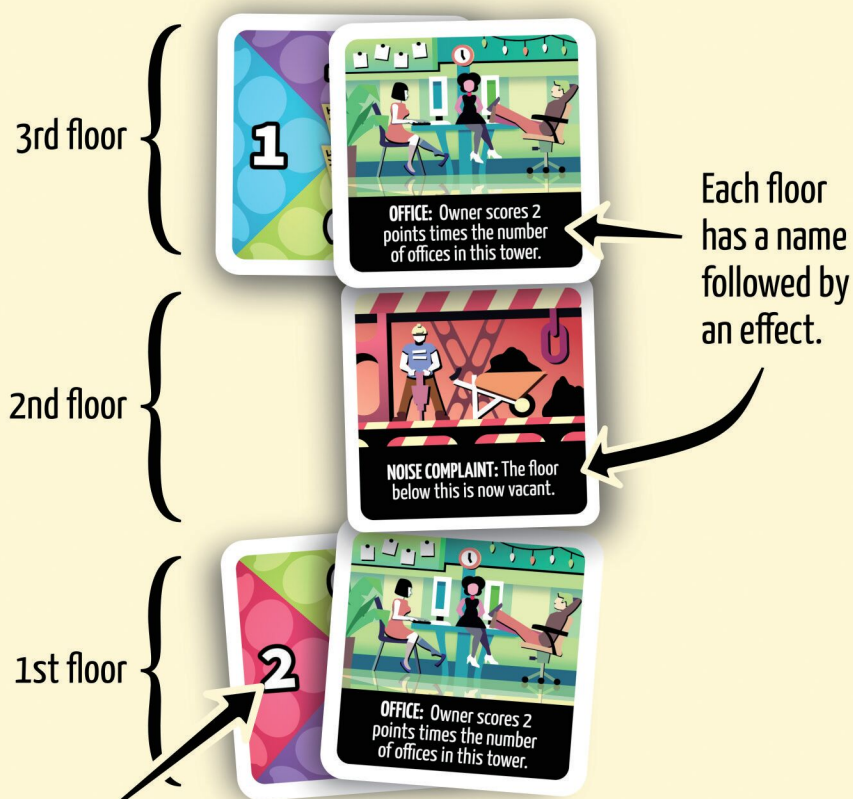 3rd floor
1
OFFICE: Owner scores 2
points times the number
of offices in this tower.
Each floor
has a name
followed by
an effect.
2nd floor
NOISE COMPLAINT: The floor
below this is now vacant.
1st floor
2
OFFICE: Owner scores 2
points times the number
of offices in this tower.